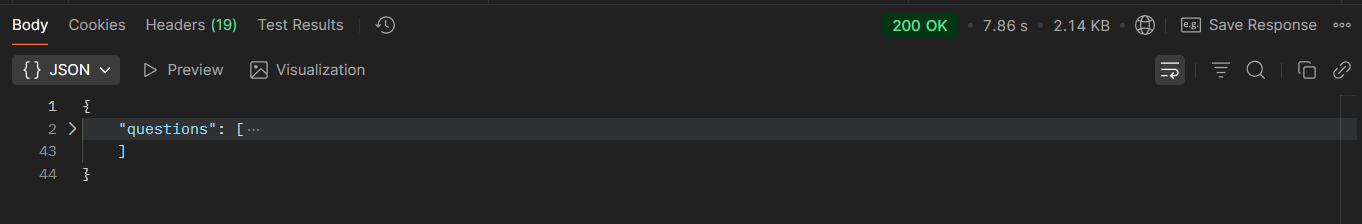 Body Cookies Headers (19) Test Results 200 OK • 7.86 s • 2.14 KB • e.g. Save Response
{} JSON Preview Visualization
1 {
2 "questions": [ ...
43 ]
44 }